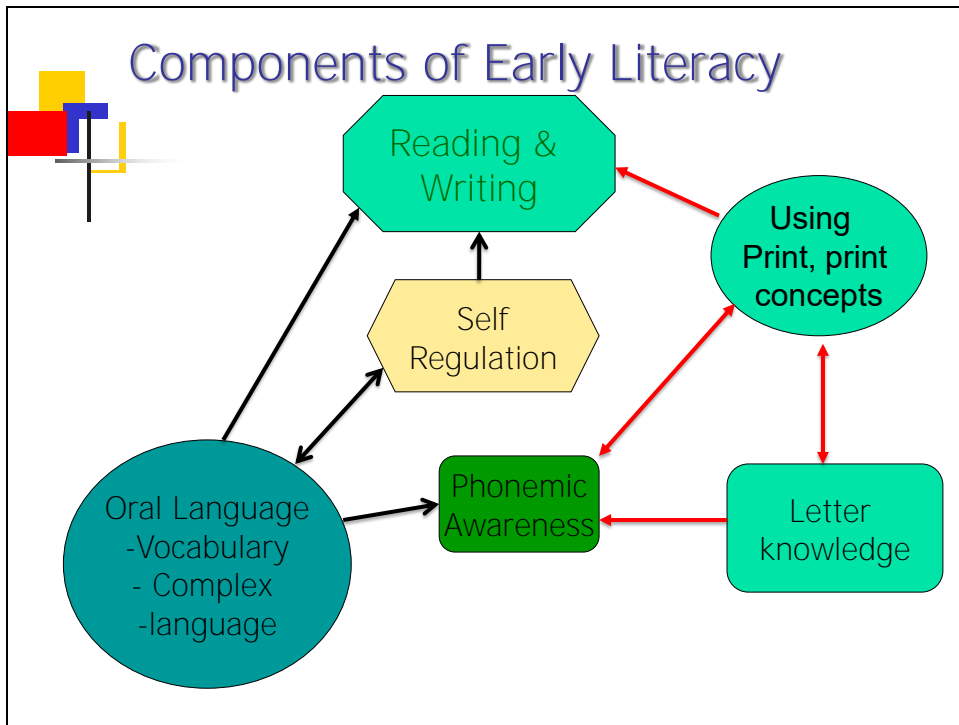 Components of Early Literacy
Reading &
Writing
Using
Print, print
concepts
Self
Regulation
Oral Language
-Vocabulary
- Complex
-language
Phonemic
Awareness
Letter
knowledge